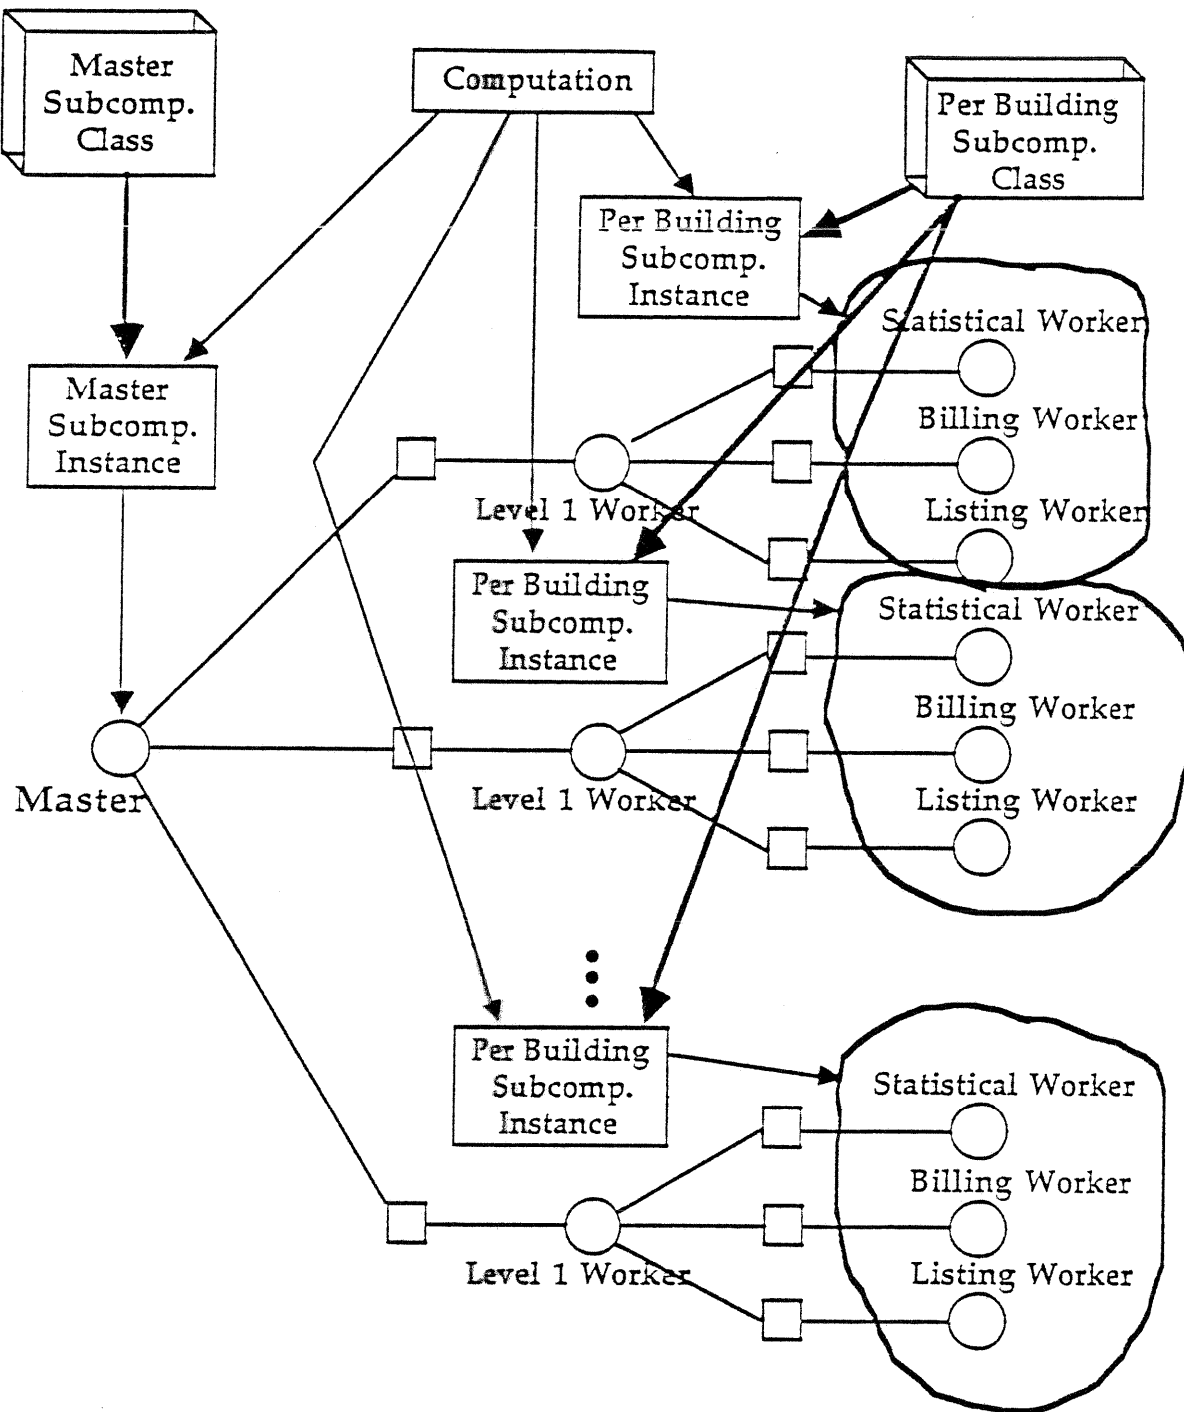 Master
Subcomp.
Class
Computation
Per Building
Subcomp.
Class
Per Building
Subcomp.
Instance
Statistical Worker
Master
Subcomp.
Instance
Billing Worker
Level 1 Worker
Listing Worker
Per Building
Subcomp.
Instance
Statistical Worker
Billing Worker
Master
Level 1 Worker
Listing Worker
Per Building
Subcomp.
Instance
Statistical Worker
Billing Worker
Level 1 Worker
Listing Worker